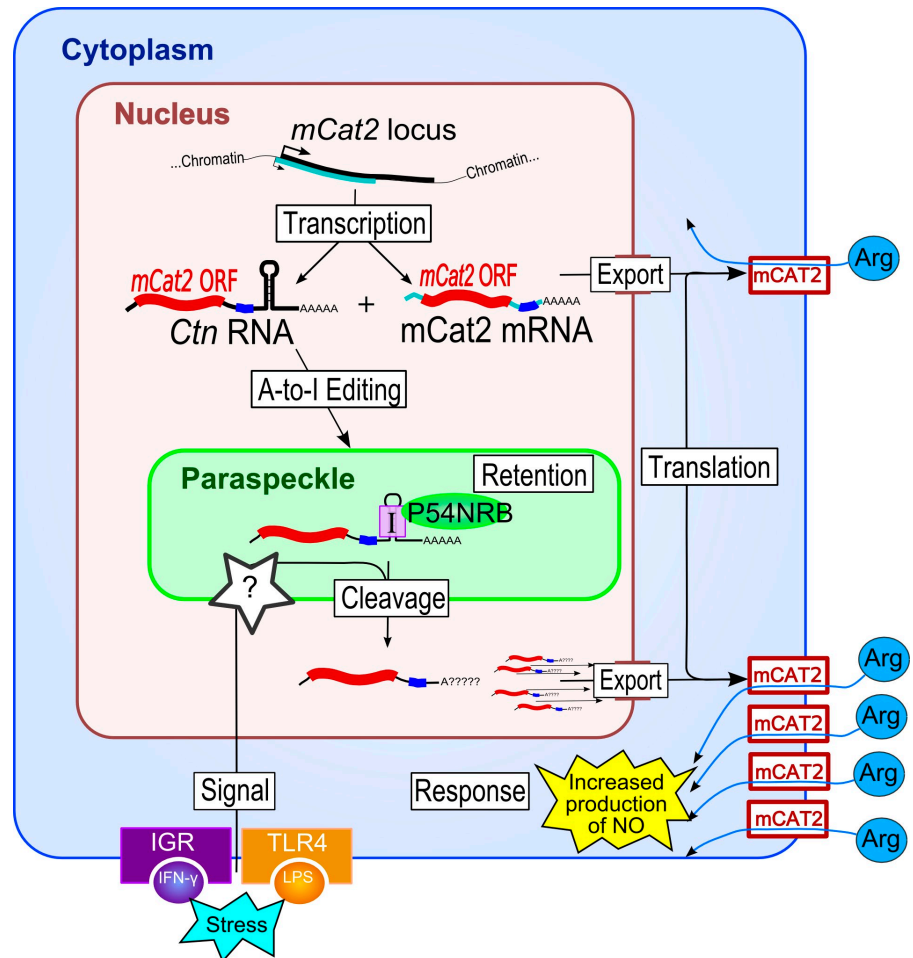 Cytoplasm
Nucleus
mCat2 locus
...Chromatin
Chromatin...
Transcription
mCat2 ORF
AAAAA
Ctn RNA
+
mCat2 ORF
AAAAA
mCat2 mRNA
Export
mCAT2
Arg
A-to-I Editing
Paraspeckle
Retention
Translation
I
P54NRB
AAAAA
?
Cleavage
A?????
A????
A????
A????
A????
Export
mCAT2
Arg
mCAT2
Arg
mCAT2
Arg
mCAT2
Arg
Signal
Response
Increased
production
of NO
IGR
TLR4
IFN-γ
LPS
Stress